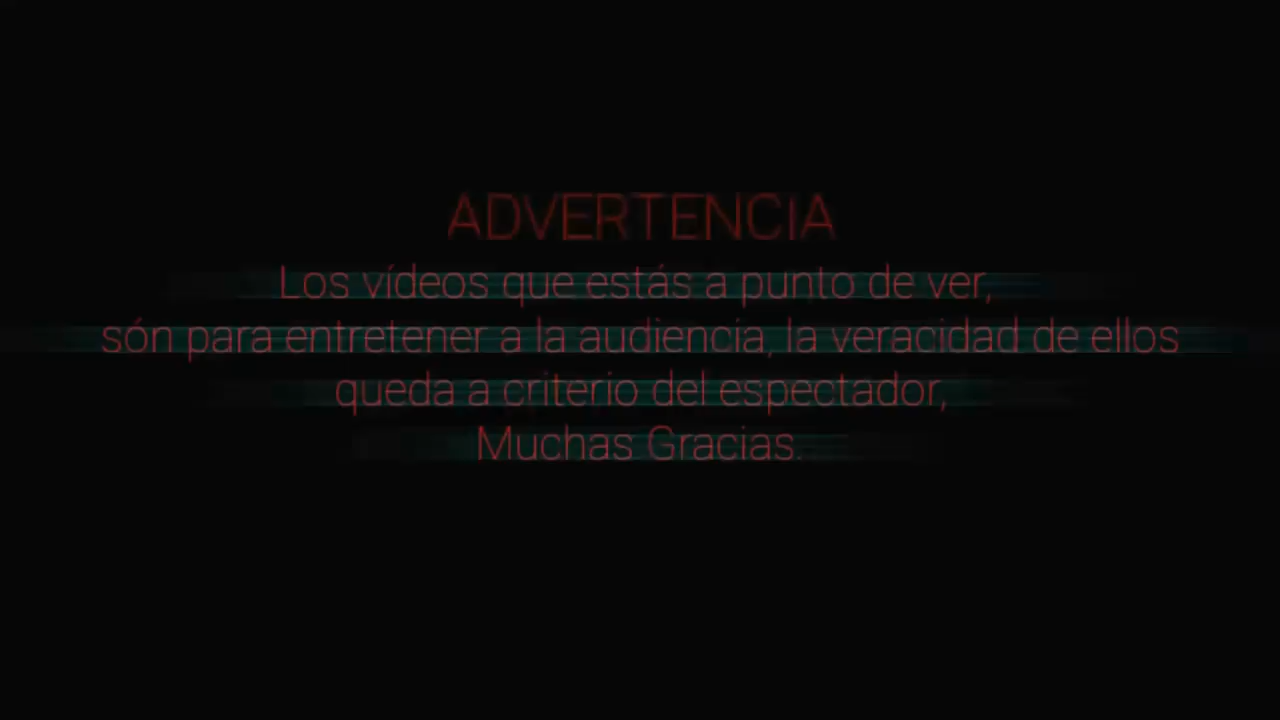 ADVERTENCIA
Los vídeos que estás a punto de ver,
són para entretener a la audiencia, la veracidad de ellos
queda a criterio del espectador,
Muchas Gracias.